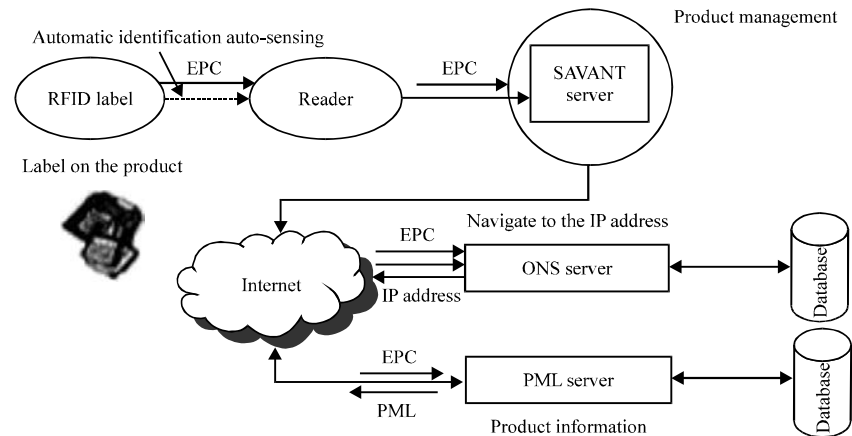 Product management
Automatic identification auto-sensing
EPC
EPC
RFID label
Reader
SAVANT
server
Label on the product
Navigate to the IP address
EPC
Internet
ONS server
IP address
Database
EPC
PML server
PML
Database
Product information